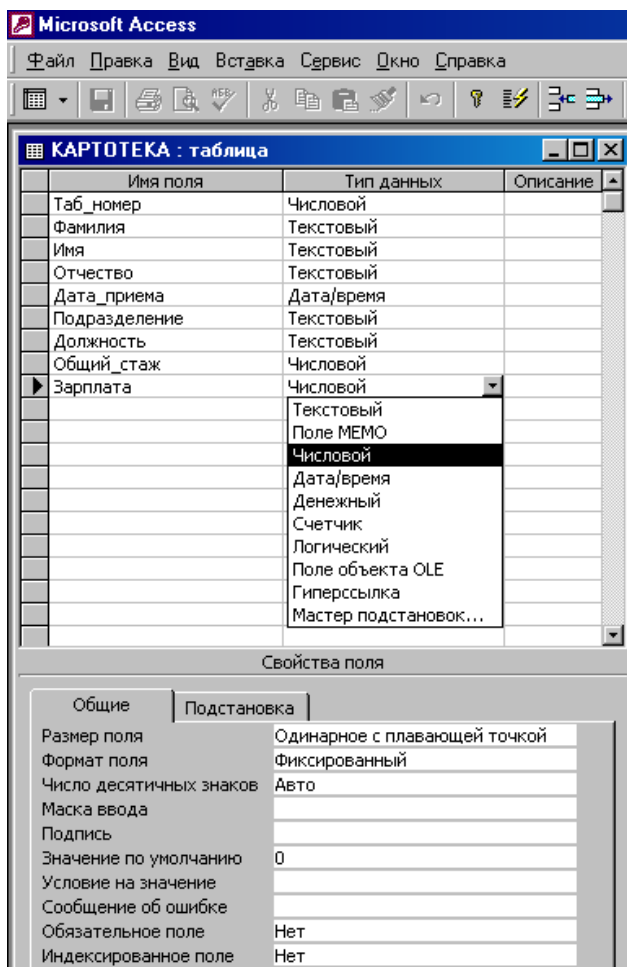 Microsoft Access
Файл Правка Вид Вставка Сервис Окно Справка
КАРТОТЕКА : таблица
Имя поля Тип данных Описание
Таб_номер Числовой
Фамилия Текстовый
Имя Текстовый
Отчество Текстовый
Дата_приема Дата/время
Подразделение Текстовый
Должность Текстовый
Общий_стаж Числовой
Зарплата Числовой
Текстовый
Поле МЕМО
Числовой
Дата/время
Денежный
Счетчик
Логический
Поле объекта OLE
Гиперссылка
Мастер подстановок...
Свойства поля
Общие Подстановка
Размер поля Одинарное с плавающей точкой
Формат поля Фиксированный
Число десятичных знаков Авто
Маска ввода
Подпись
Значение по умолчанию 0
Условие на значение
Сообщение об ошибке
Обязательное поле Нет
Индексированное поле Нет